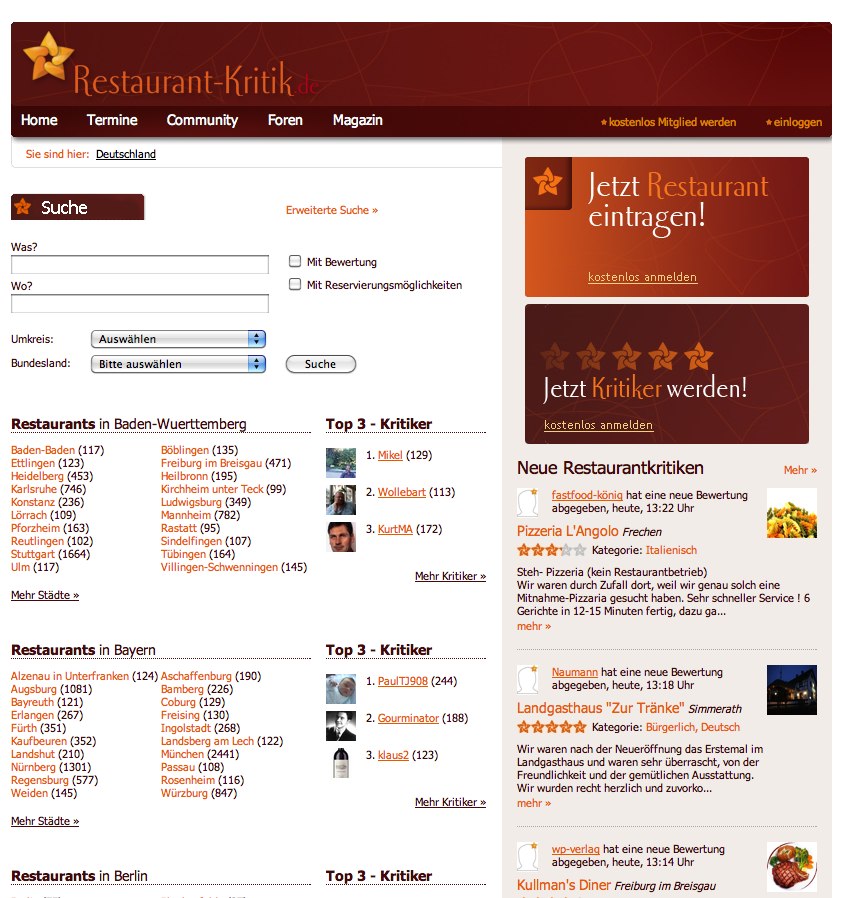 Restaurant-Kritik.de
Home Termine Community Foren Magazin
kostenlos Mitglied werden einloggen
Sie sind hier: Deutschland
Suche
Erweiterte Suche »
Was?
Mit Bewertung
Wo?
Mit Reservierungsmöglichkeiten
Umkreis: Auswählen
Bundesland: Bitte auswählen Suche
Restaurants in Baden-Wuerttemberg
Baden-Baden (117) Böblingen (135)
Ettlingen (123) Freiburg im Breisgau (471)
Heidelberg (453) Heilbronn (195)
Karlsruhe (746) Kirchheim unter Teck (99)
Konstanz (236) Ludwigsburg (349)
Lörrach (109) Mannheim (782)
Pforzheim (163) Rastatt (95)
Reutlingen (102) Sindelfingen (107)
Stuttgart (1664) Tübingen (164)
Ulm (117) Villingen-Schwenningen (145)
Mehr Städte »
Top 3 - Kritiker
1. Mikel (129)
2. Wollebart (113)
3. KurtMA (172)
Mehr Kritiker »
Restaurants in Bayern
Alzenau in Unterfranken (124) Aschaffenburg (190)
Augsburg (1081) Bamberg (226)
Bayreuth (121) Coburg (129)
Erlangen (267) Freising (130)
Fürth (351) Ingolstadt (268)
Kaufbeuren (352) Landsberg am Lech (122)
Landshut (210) München (2441)
Nürnberg (1301) Passau (108)
Regensburg (577) Rosenheim (116)
Weiden (145) Würzburg (847)
Mehr Städte »
Top 3 - Kritiker
1. PaulTJ908 (244)
2. Gourminator (188)
3. klaus2 (123)
Mehr Kritiker »
Restaurants in Berlin
Top 3 - Kritiker
Jetzt Restaurant
eintragen!
kostenlos anmelden
Jetzt Kritiker werden!
kostenlos anmelden
Neue Restaurantkritiken Mehr »
fastfood-könig hat eine neue Bewertung
abgegeben, heute, 13:22 Uhr
Pizzeria L'Angolo Frechen
Kategorie: Italienisch
Steh- Pizzeria (kein Restaurantbetrieb)
Wir waren durch Zufall dort, weil wir genau solch eine
Mitnahme-Pizzaria gesucht haben. Sehr schneller Service ! 6
Gerichte in 12-15 Minuten fertig, dazu ga...
mehr »
Naumann hat eine neue Bewertung
abgegeben, heute, 13:18 Uhr
Landgasthaus "Zur Tränke" Simmerath
Kategorie: Bürgerlich, Deutsch
Wir waren nach der Neueröffnung das Erstemal im
Landgasthaus und waren sehr überrascht, von der
Freundlichkeit und der gemütlichen Ausstattung.
Wir wurden recht herzlich und zuvorko...
mehr »
wp-verlag hat eine neue Bewertung
abgegeben, heute, 13:14 Uhr
Kullman's Diner Freiburg im Breisgau